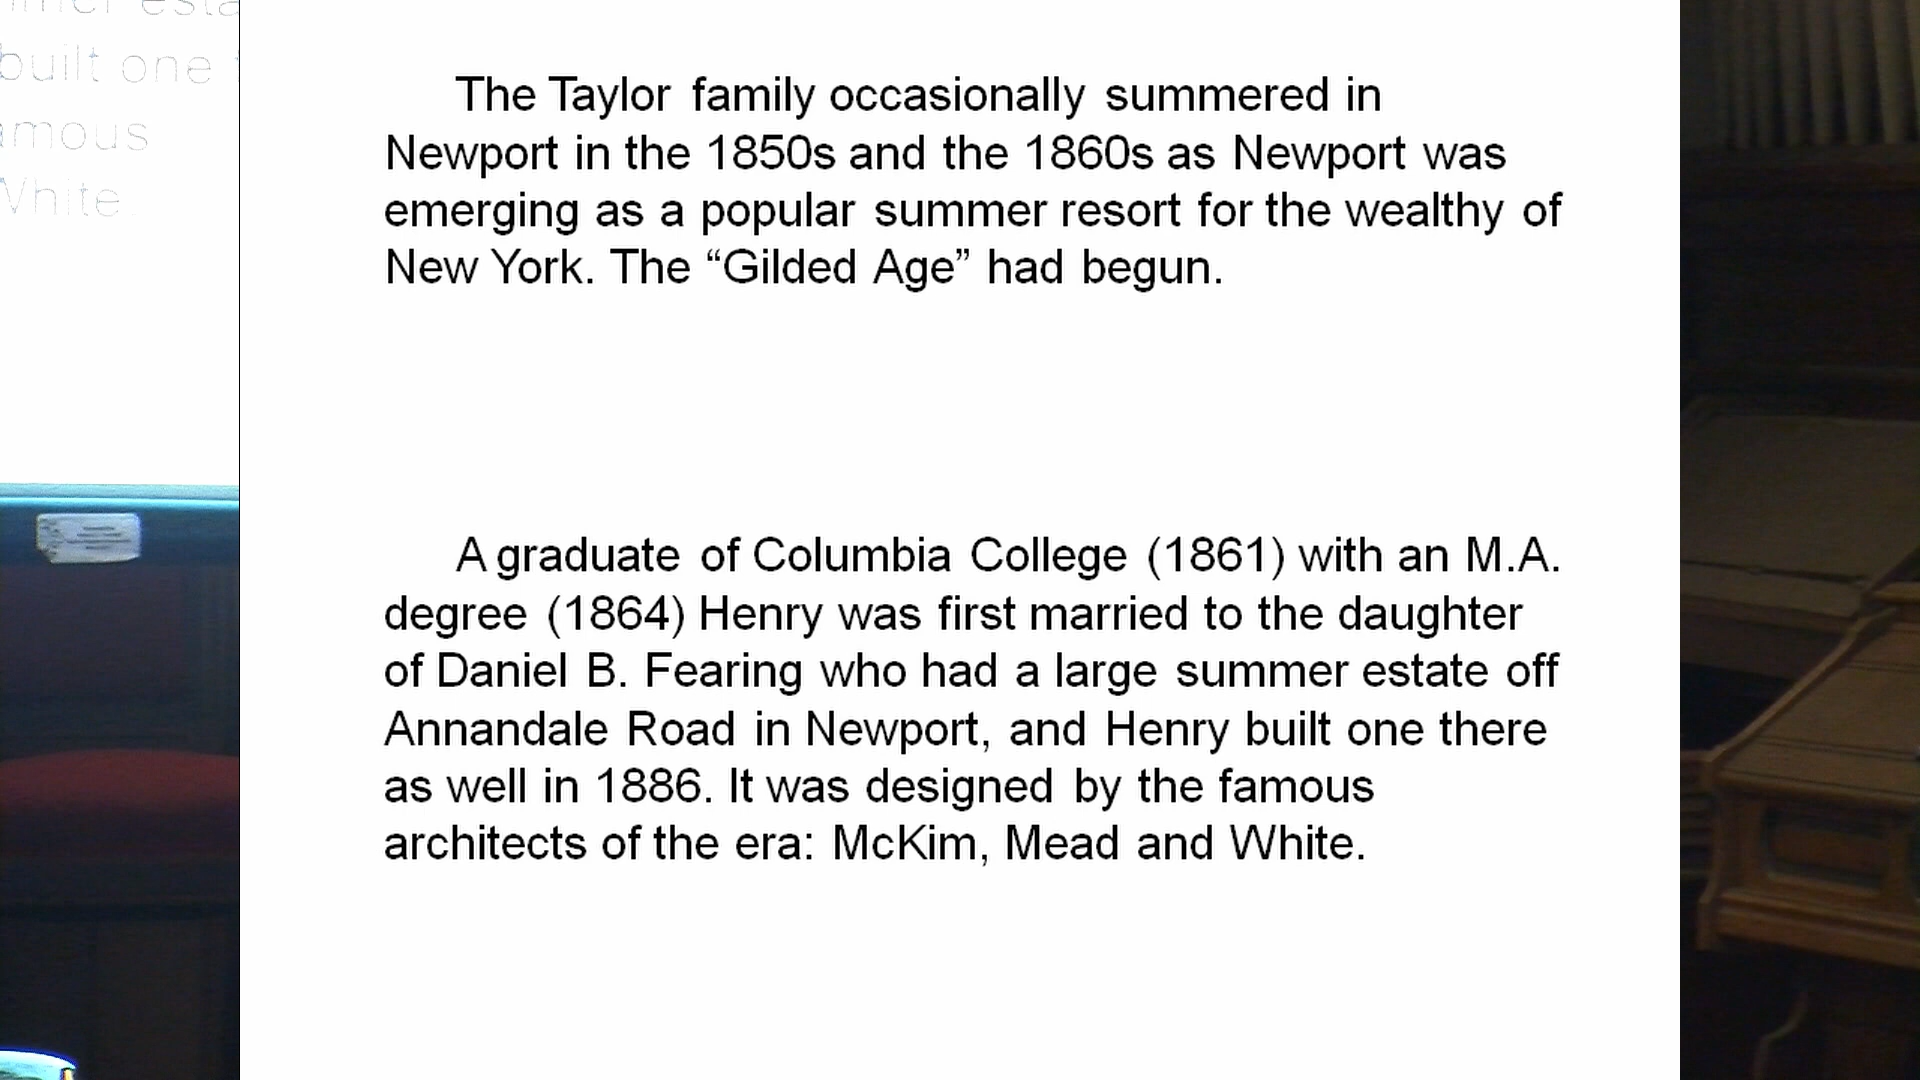 The Taylor family occasionally summered in
Newport in the 1850s and the 1860s as Newport was
emerging as a popular summer resort for the wealthy of
New York. The “Gilded Age” had begun.
A graduate of Columbia College (1861) with an M.A.
degree (1864) Henry was first married to the daughter
of Daniel B. Fearing who had a large summer estate off
Annandale Road in Newport, and Henry built one there
as well in 1886. It was designed by the famous
architects of the era: McKim, Mead and White.
built one
White.